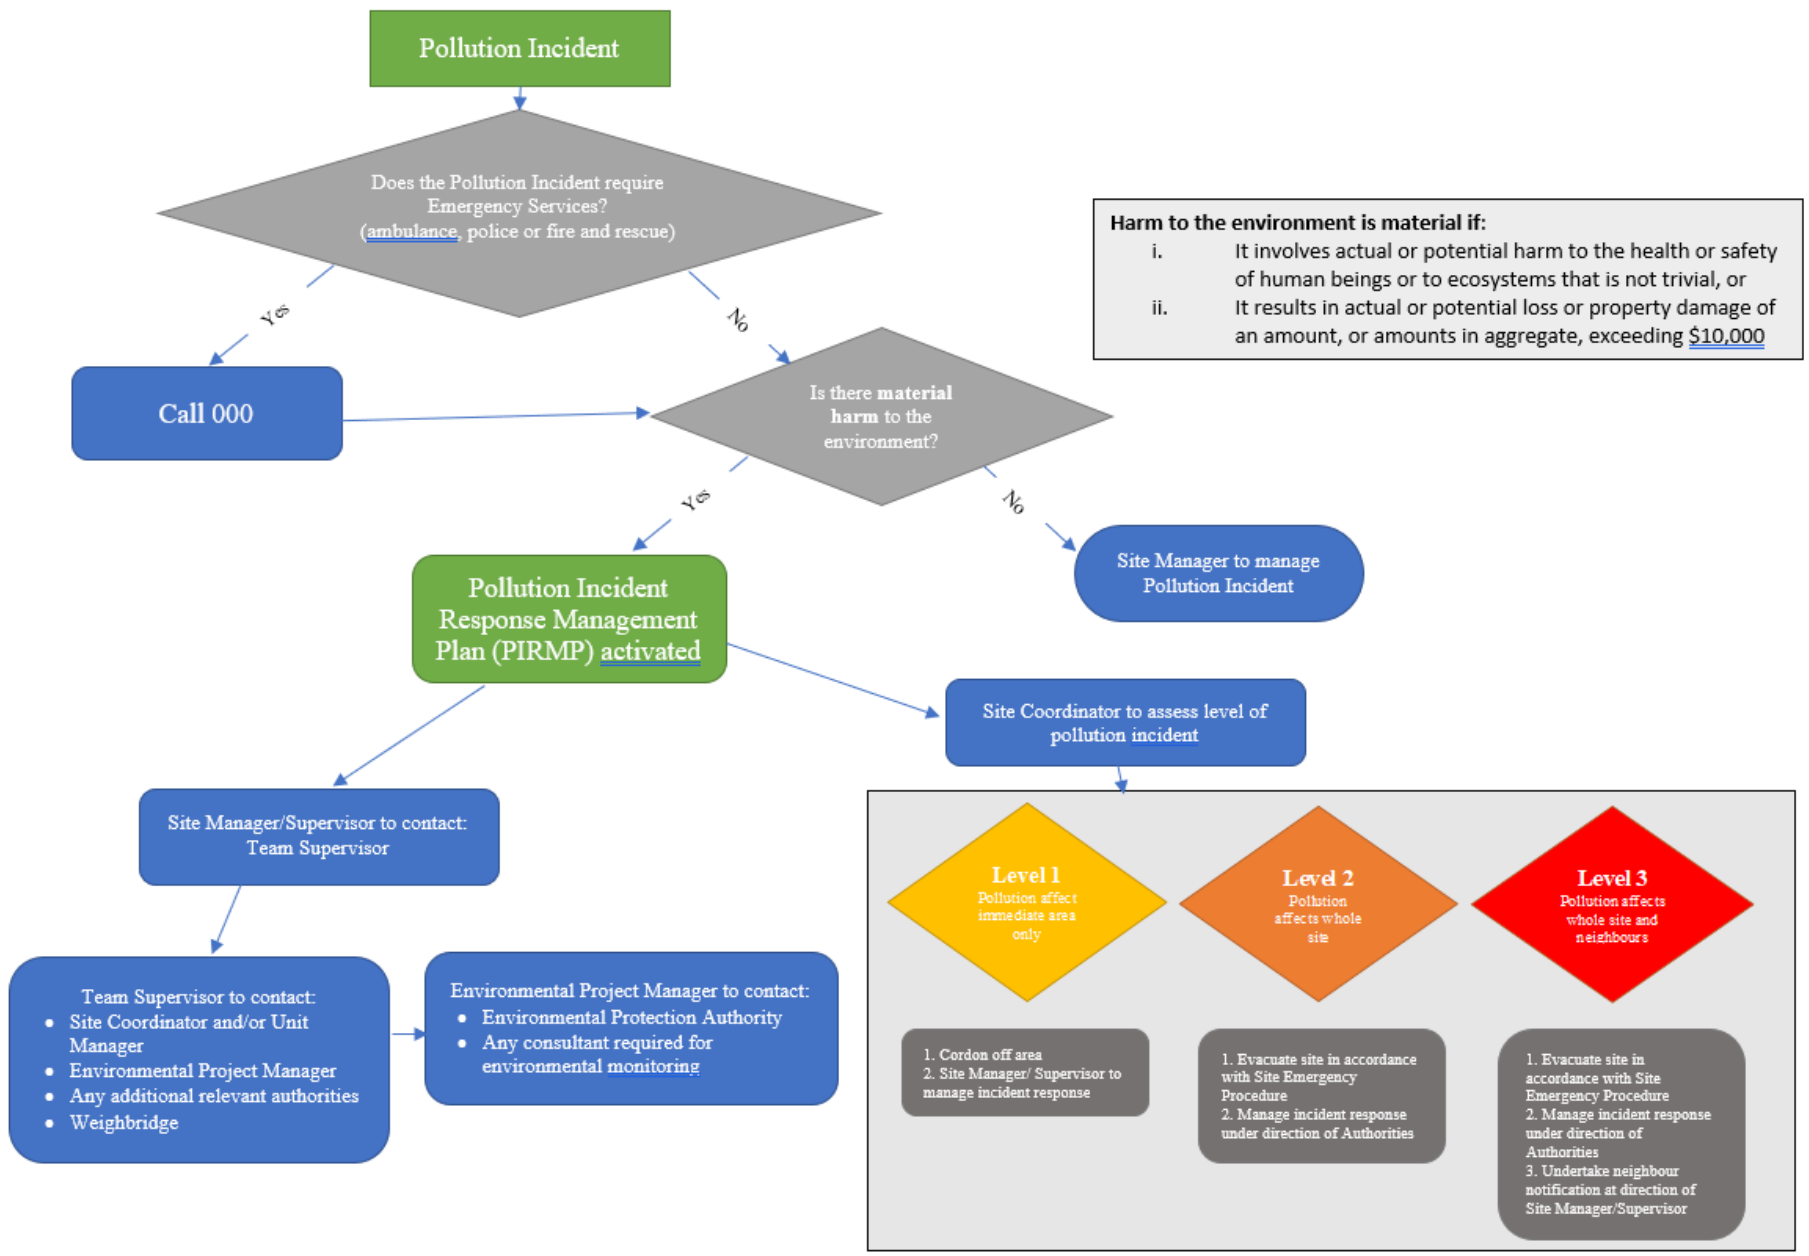 Pollution Incident
Does the Pollution Incident require
Emergency Services?
(ambulance, police or fire and rescue)
Harm to the environment is material if:
i. It involves actual or potential harm to the health or safety
of human beings or to ecosystems that is not trivial, or
ii. It results in actual or potential loss or property damage of
an amount, or amounts in aggregate, exceeding $10,000
Yes
No
Call 000
Is there material
harm to the
environment?
Yes
No
Site Manager to manage
Pollution Incident
Pollution Incident
Response Management
Plan (PIRMP) activated
Site Coordinator to assess level of
pollution incident
Site Manager/Supervisor to contact:
Team Supervisor
Team Supervisor to contact:
• Site Coordinator and/or Unit
Manager
• Environmental Project Manager
• Any additional relevant authorities
• Weighbridge
Environmental Project Manager to contact:
• Environmental Protection Authority
• Any consultant required for
environmental monitoring
Level 1
Pollution affect
immediate area
only
Level 2
Pollution
affects whole
site
Level 3
Pollution affects
whole site and
neighbours
1. Cordon off area
2. Site Manager/ Supervisor to
manage incident response
1. Evacuate site in accordance
with Site Emergency
Procedure
2. Manage incident response
under direction of Authorities
1. Evacuate site in
accordance with Site
Emergency Procedure
2. Manage incident response
under direction of
Authorities
3. Undertake neighbour
notification at direction of
Site Manager/Supervisor